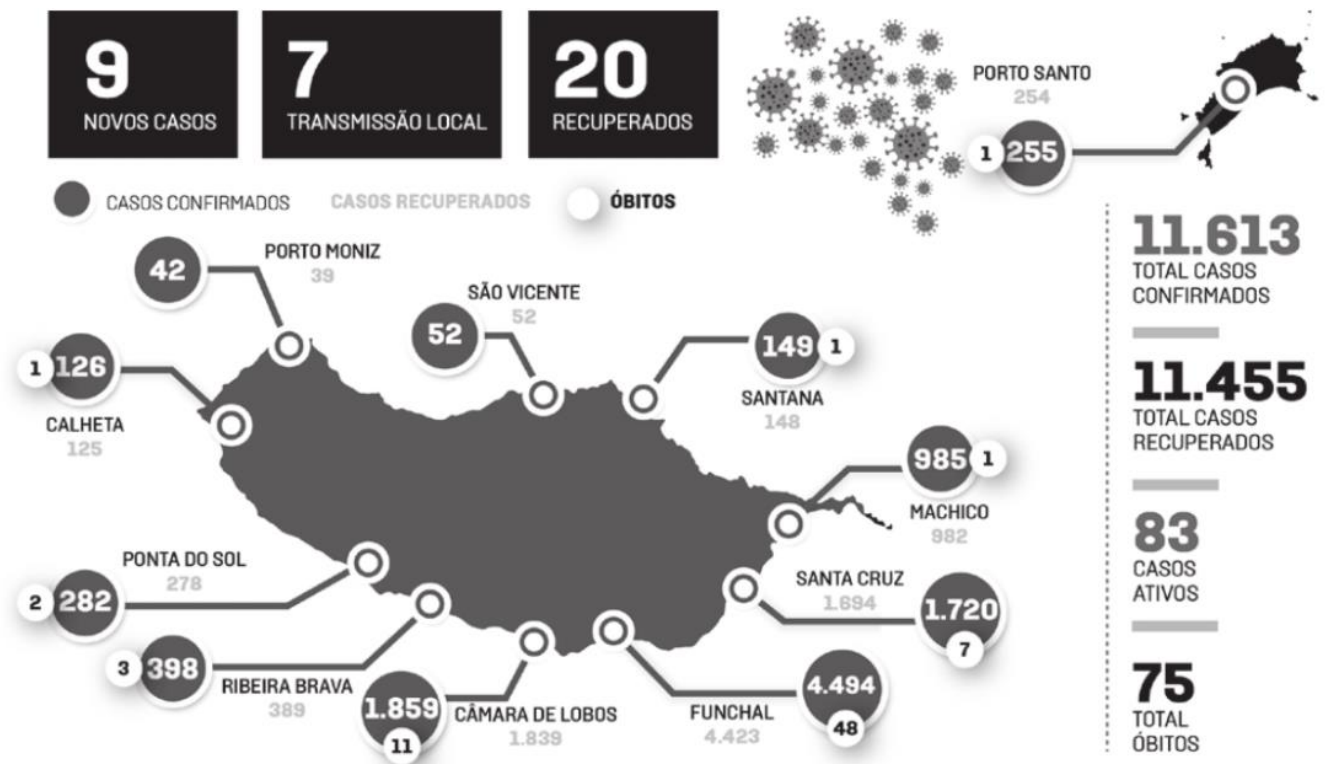 9
NOVOS CASOS
7
TRANSMISSÃO LOCAL
20
RECUPERADOS
PORTO SANTO
254
1
255
CASOS CONFIRMADOS
CASOS RECUPERADOS
ÓBITOS
11.613
TOTAL CASOS
CONFIRMADOS
11.455
TOTAL CASOS
RECUPERADOS
83
CASOS
ATIVOS
75
TOTAL
ÓBITOS
42
PORTO MONIZ
39
SÃO VICENTE
52
52
149
1
SANTANA
148
1
126
CALHETA
125
985
1
MACHICO
982
PONTA DO SOL
278
2
282
SANTA CRUZ
1.694
1.720
7
3
398
RIBEIRA BRAVA
389
1.859
11
CÂMARA DE LOBOS
1.839
FUNCHAL
4.423
4.494
48